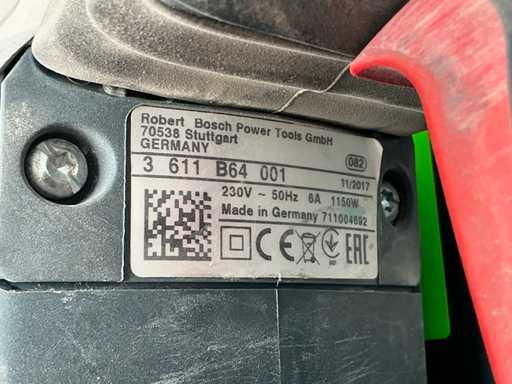 Robert Bosch Power Tools GmbH
70538 Stuttgart
GERMANY
082
3 611 B64 001
11/2017
230V ~ 50Hz 6A 1150W
Made in Germany 711004692
CE EAC